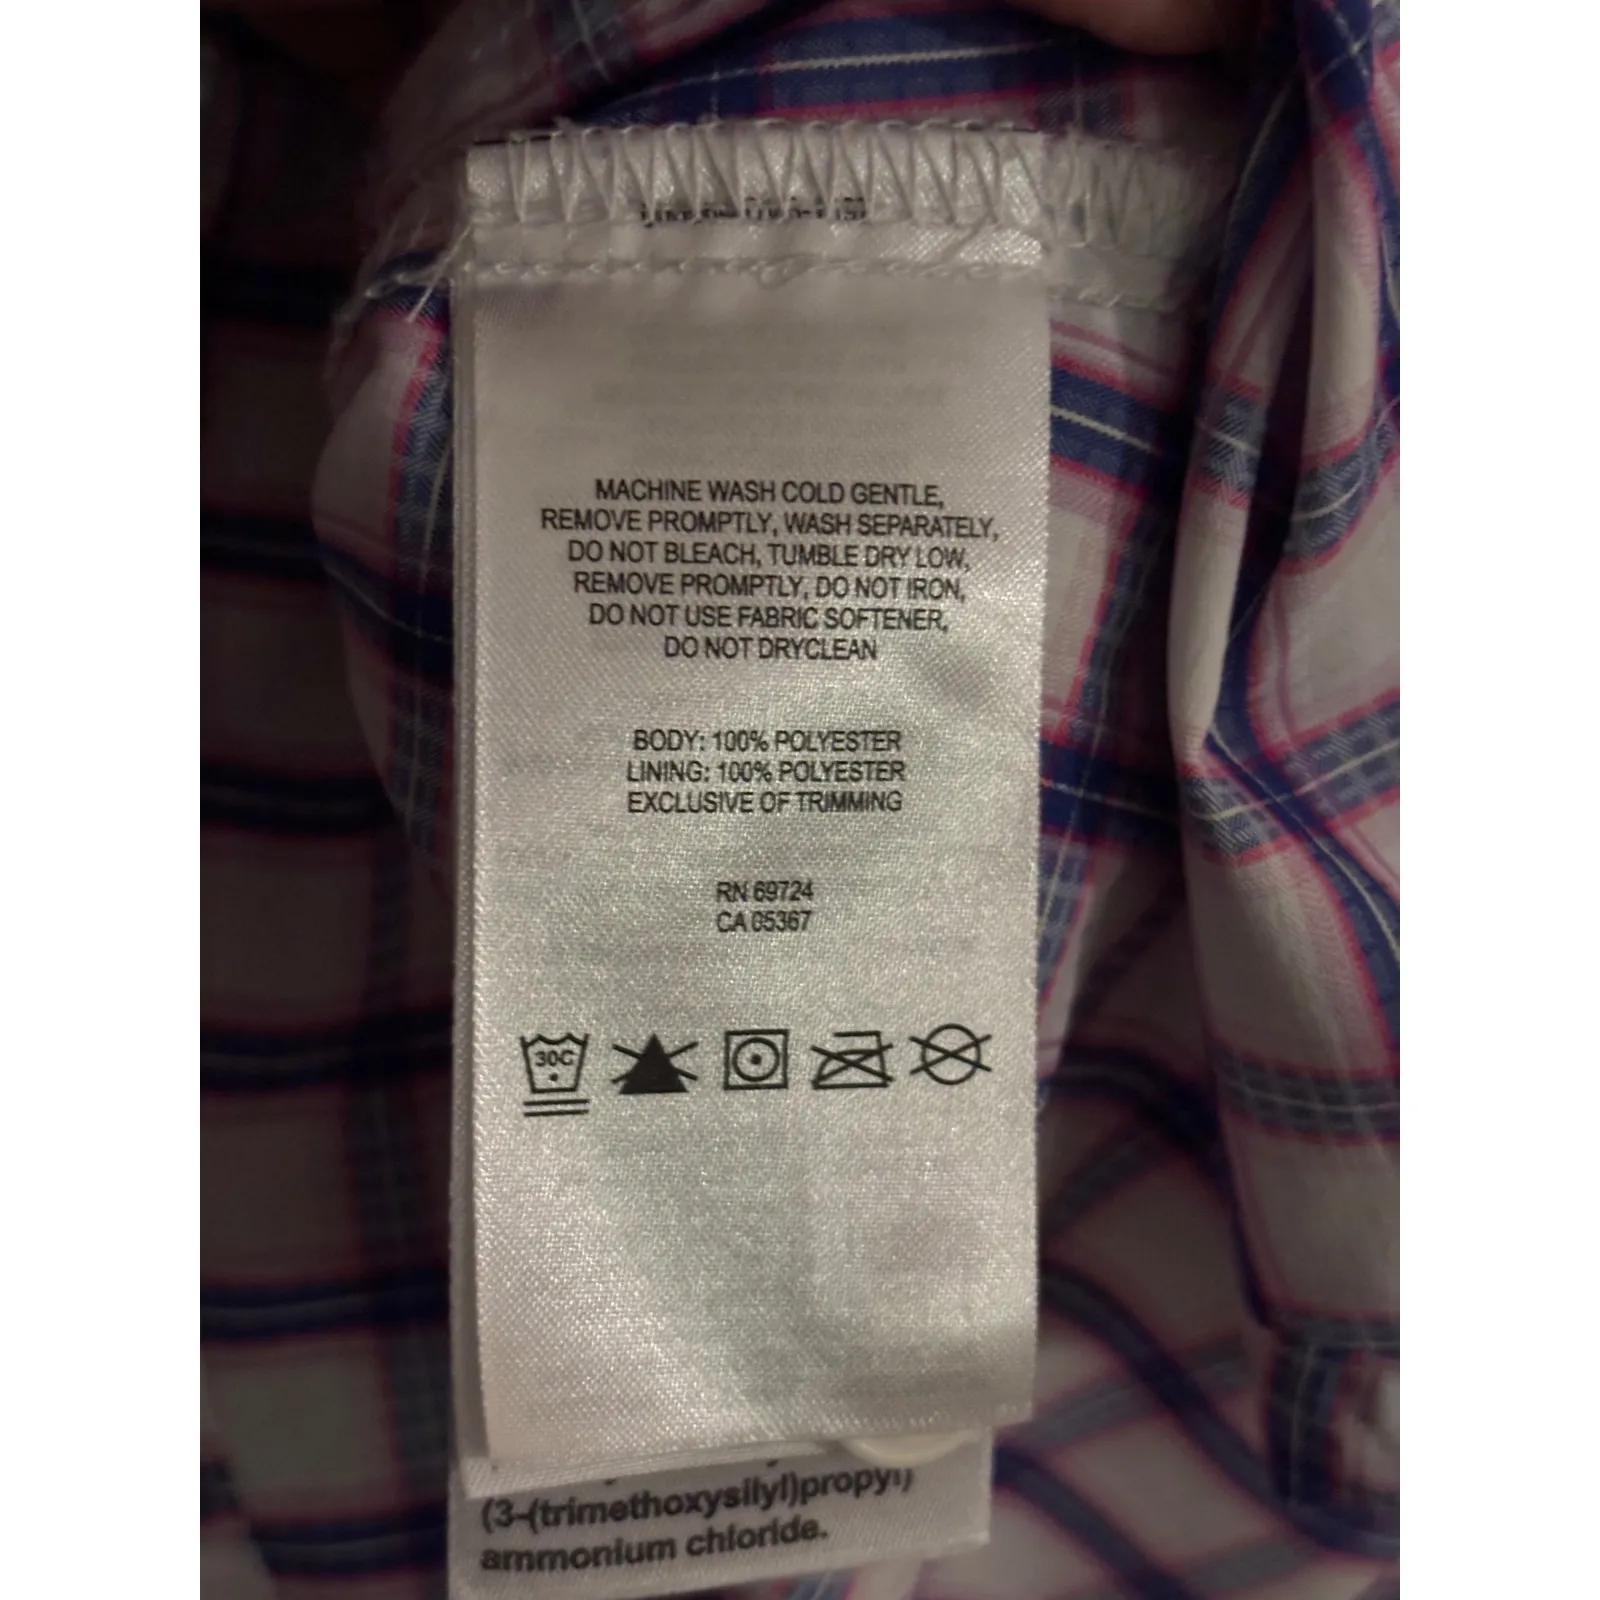 MACHINE WASH COLD GENTLE,
REMOVE PROMPTLY, WASH SEPARATELY,
DO NOT BLEACH, TUMBLE DRY LOW,
REMOVE PROMPTLY, DO NOT IRON,
DO NOT USE FABRIC SOFTENER,
DO NOT DRYCLEAN
BODY: 100% POLYESTER
LINING: 100% POLYESTER
EXCLUSIVE OF TRIMMING
RN 69724
CA 05367
30C
(3-(trimethoxysilyl)propyl)
ammonium chloride.